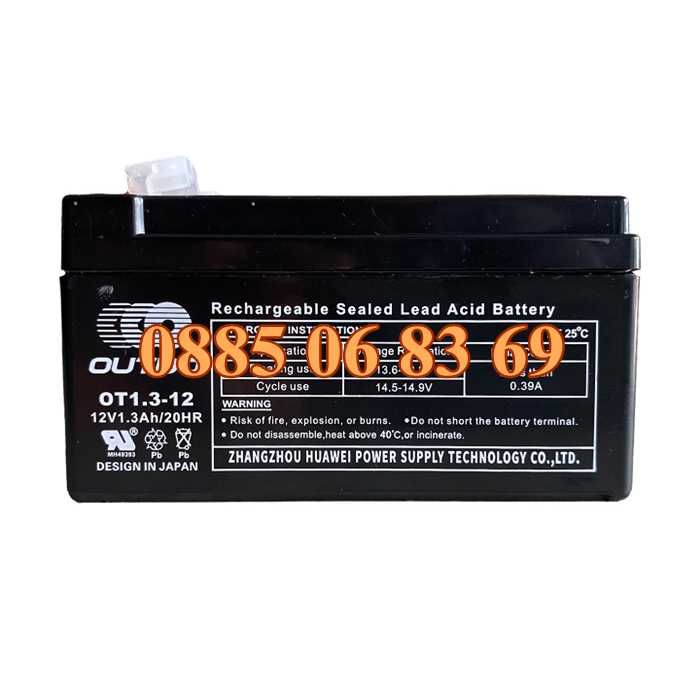 Rechargeable Sealed Lead Acid Battery
25℃
0885 06 83 69
13.6-
Cycle use 14.5-14.9V 0.39A
OT1.3-12
12V1.3Ah/20HR
WARNING
• Risk of fire, explosion, or burns. •Do not short the battery terminal.
• Do not disassemble,heat above 40℃,or incinerate.
MH49393 Pb Pb
DESIGN IN JAPAN
ZHANGZHOU HUAWEI POWER SUPPLY TECHNOLOGY CO.,LTD.